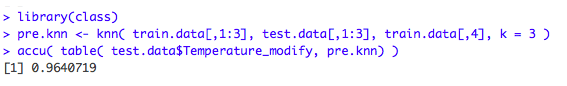 > library(class)
> pre.knn <- knn( train.data[,1:3], test.data[,1:3], train.data[,4], k = 3 )
> accu( table( test.data$Temperature_modify, pre.knn) )
[1] 0.9640719